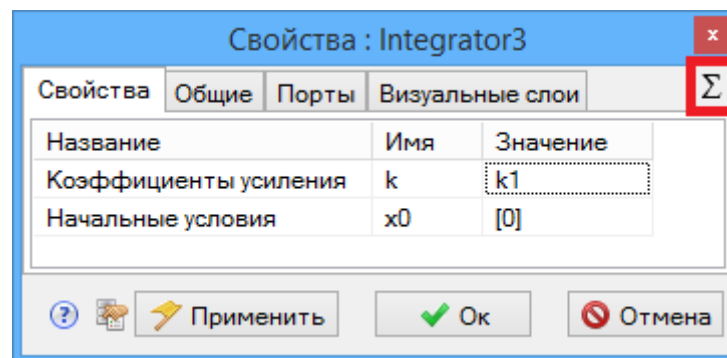 Свойства : Integrator3
x
Свойства Общие Порты Визуальные слои Σ
Название Имя Значение
Коэффициенты усиления k k1
Начальные условия x0 [0]
? Применить Ок Отмена